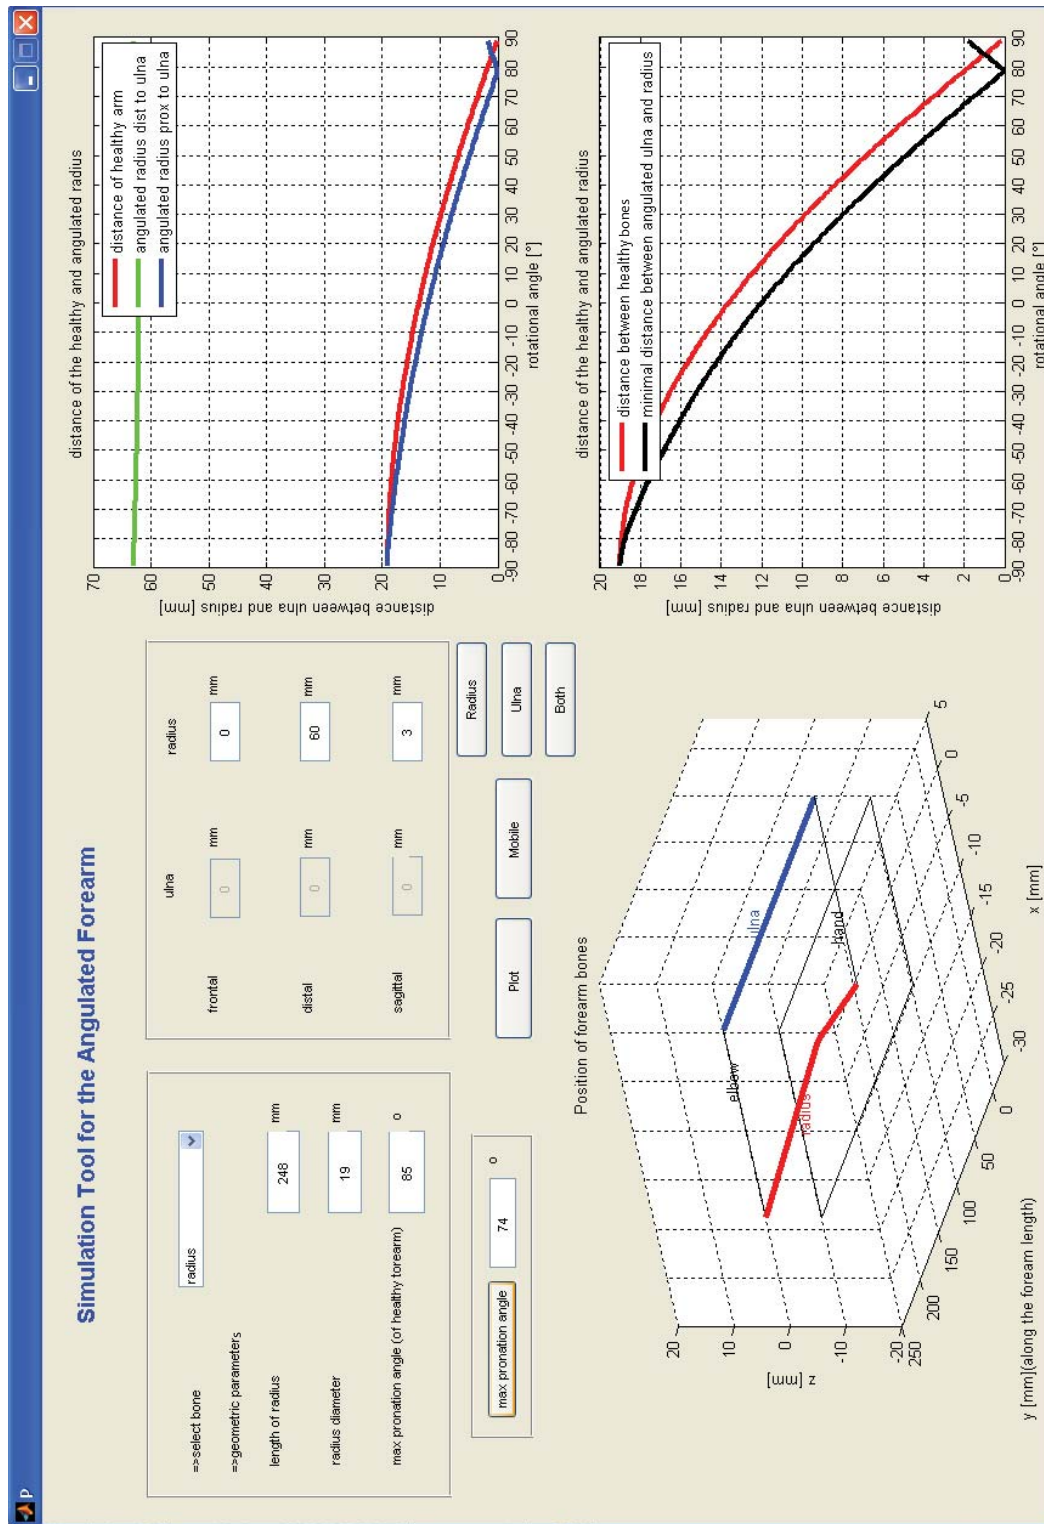 P
Simulation Tool for the Angulated Forearm
=>select bone
radius
=>geometric parameters
length of radius 248 mm
radius diameter 19 mm
max pronation angle (of healthy forearm) 85 o
max pronation angle 74 o
ulna radius
frontal 0 mm 0 mm
distal 0 mm 60 mm
sagittal 0 mm 3 mm
Plot
Mobile
Radius
Ulna
Both
distance of the healthy and angulated radius
distance of healthy arm
angulated radius dist to ulna
angulated radius prox to ulna
distance between ulna and radius [mm]
70
60
50
40
30
20
10
0
-90 -80 -70 -60 -50 -40 -30 -20 -10 0 10 20 30 40 50 60 70 80 90
rotational angle [°]
Position of forearm bones
z [mm]
20
10
0
-10
-20
250 200 150 100 50 0
y [mm](along the foream length)
-30 -25 -20 -15 -10 -5 0 5
x [mm]
elbow
ulna
radius
hand
distance of the healthy and angulated radius
distance between healthy bones
minimal distance between angulated ulna and radius
distance between ulna and radius [mm]
20
18
16
14
12
10
8
6
4
2
0
-90 -80 -70 -60 -50 -40 -30 -20 -10 0 10 20 30 40 50 60 70 80 90
rotational angle [°]